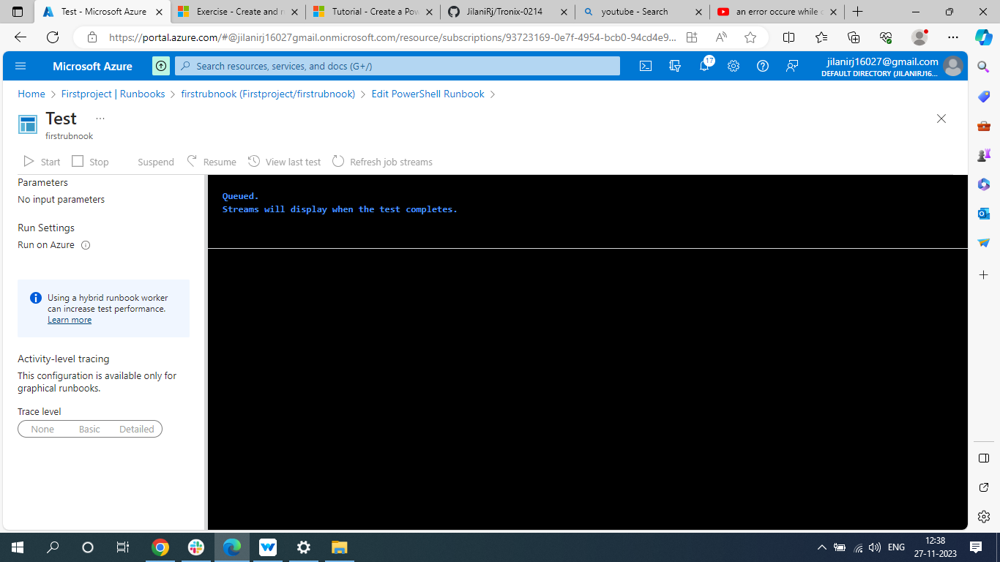 Test - Microsoft Azure
Exercise - Create and r
Tutorial - Create a Pow
JilaniRj/Tronix-0214
youtube - Search
an error occure while c
https://portal.azure.com/#@jilanirj16027gmail.onmicrosoft.com/resource/subscriptions/93723169-0e7f-4954-bcb0-94cd4e9...
Microsoft Azure
Search resources, services, and docs (G+/)
17
jilanirj16027@gmail.com
DEFAULT DIRECTORY (JILANIRJ16...
Home > Firstproject | Runbooks > firstrubnook (Firstproject/firstrubnook) > Edit PowerShell Runbook >
Test ...
firstrubnook
Start Stop Suspend Resume View last test Refresh job streams
Parameters
No input parameters
Run Settings
Run on Azure
Using a hybrid runbook worker
can increase test performance.
Learn more
Activity-level tracing
This configuration is available only for
graphical runbooks.
Trace level
None Basic Detailed
Queued.
Streams will display when the test completes.
ENG
12:38
27-11-2023